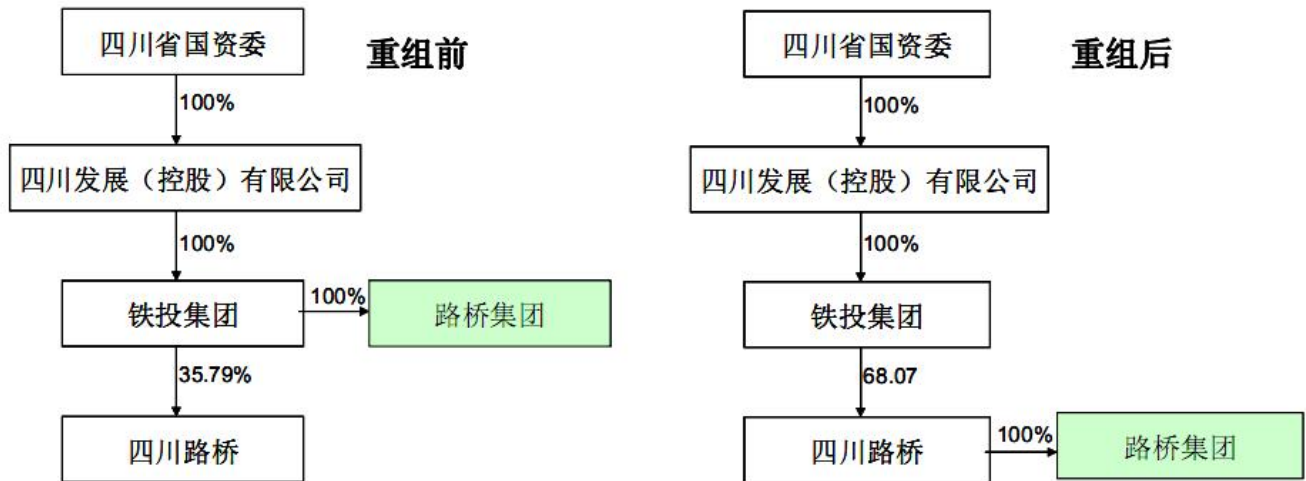 四川省国资委
重组前
100%
四川发展（控股）有限公司
100%
铁投集团
100%
路桥集团
35.79%
四川路桥
四川省国资委
重组后
100%
四川发展（控股）有限公司
100%
铁投集团
68.07
四川路桥
100%
路桥集团